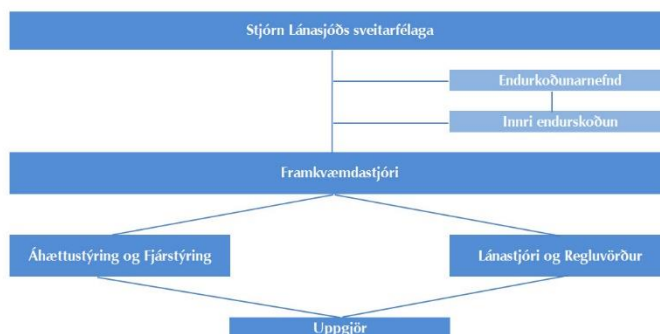 Stjórn Lánasjóðs sveitarfélaga
Endurkoðunarnefnd
Innri endurskoðun
Framkvæmdastjóri
Áhættustýring og Fjárstýring
Lánastjóri og Regluvörður
Uppgjör